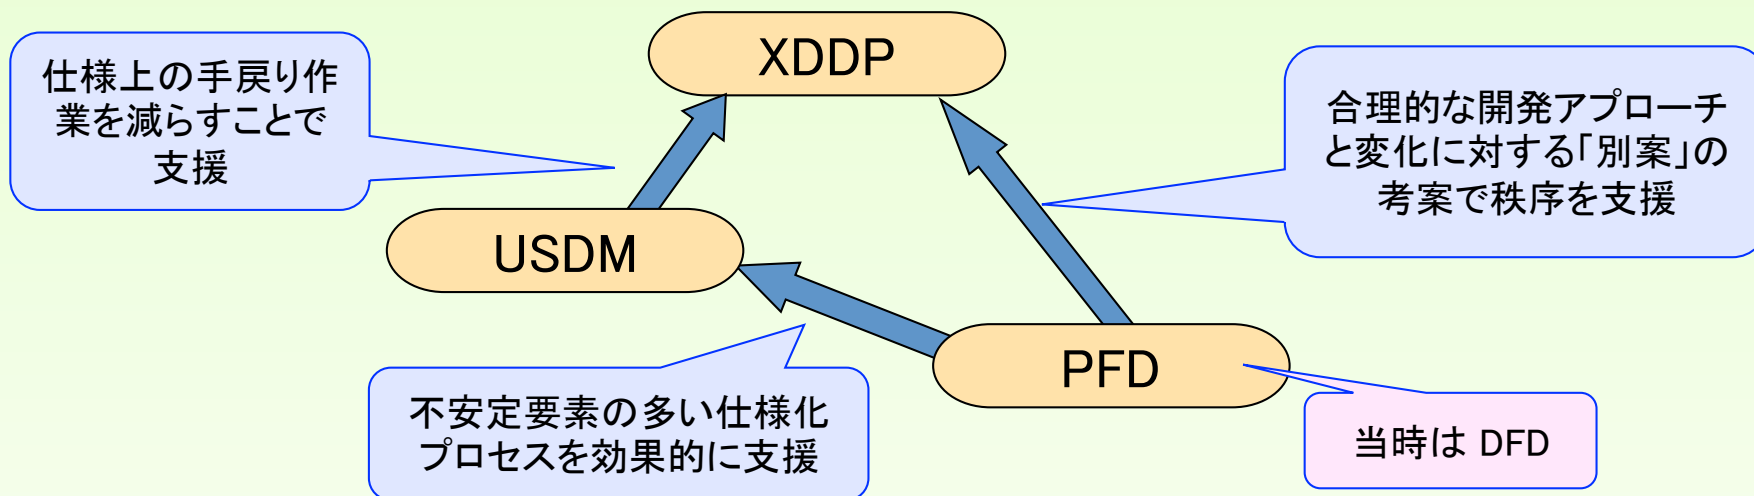 XDDP
仕様上の手戻り作
業を減らすことで
支援
合理的な開発アプローチ
と変化に対する「別案」の
考案で秩序を支援
USDM
PFD
不安定要素の多い仕様化
プロセスを効果的に支援
当時は DFD